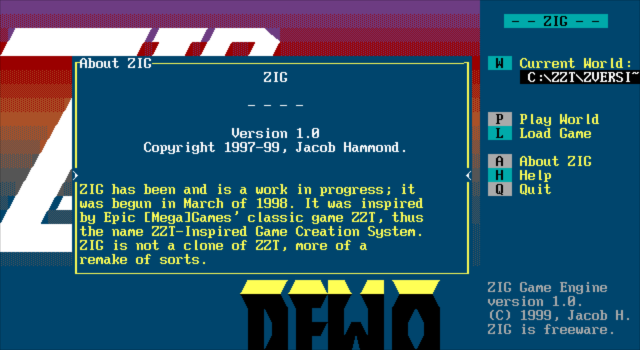 About ZIG
ZIG
- - - -
Version 1.0
Copyright 1997-99, Jacob Hammond.
ZIG has been and is a work in progress; it
was begun in March of 1998. It was inspired
by Epic [Mega]Games' classic game ZZT, thus
the name ZZT-Inspired Game Creation System.
ZIG is not a clone of ZZT, more of a
remake of sorts.
DEMO
- - ZIG - -
W Current World:
C:\ZZT\ZVERSI~
P Play World
L Load Game
A About ZIG
H Help
Q Quit
ZIG Game Engine
version 1.0.
(C) 1999, Jacob H.
ZIG is freeware.